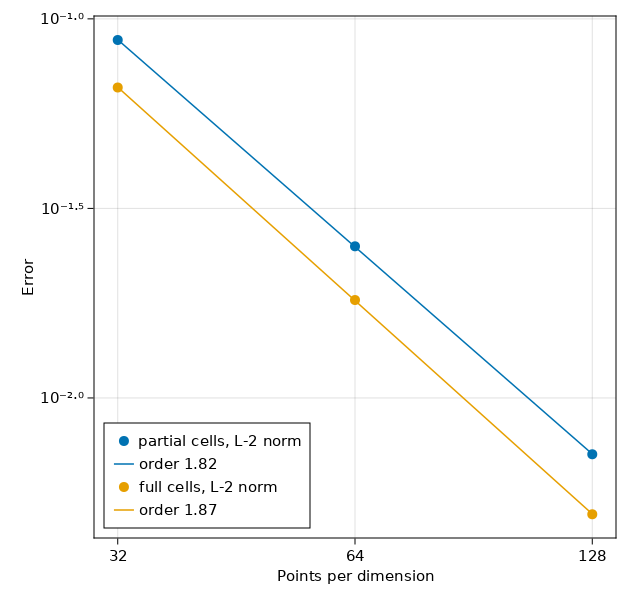 10⁻¹·⁰
10⁻¹·⁵
10⁻²·⁰
Error
partial cells, L-2 norm
order 1.82
full cells, L-2 norm
order 1.87
32 64 128
Points per dimension